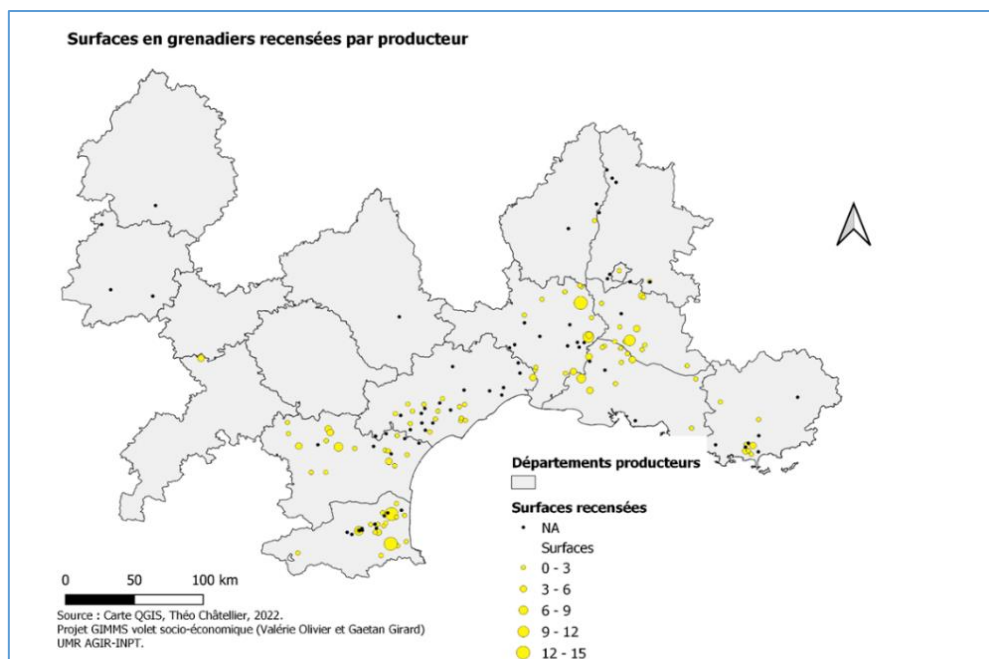 Surfaces en grenadiers recensées par producteur
Départements producteurs
Surfaces recensées
NA
Surfaces
0 - 3
3 - 6
6 - 9
9 - 12
12 - 15
0 50 100 km
Source : Carte QGIS, Théo Châtellier, 2022.
Projet GIMMS volet socio-économique (Valérie Olivier et Gaetan Girard)
UMR AGIR-INPT.